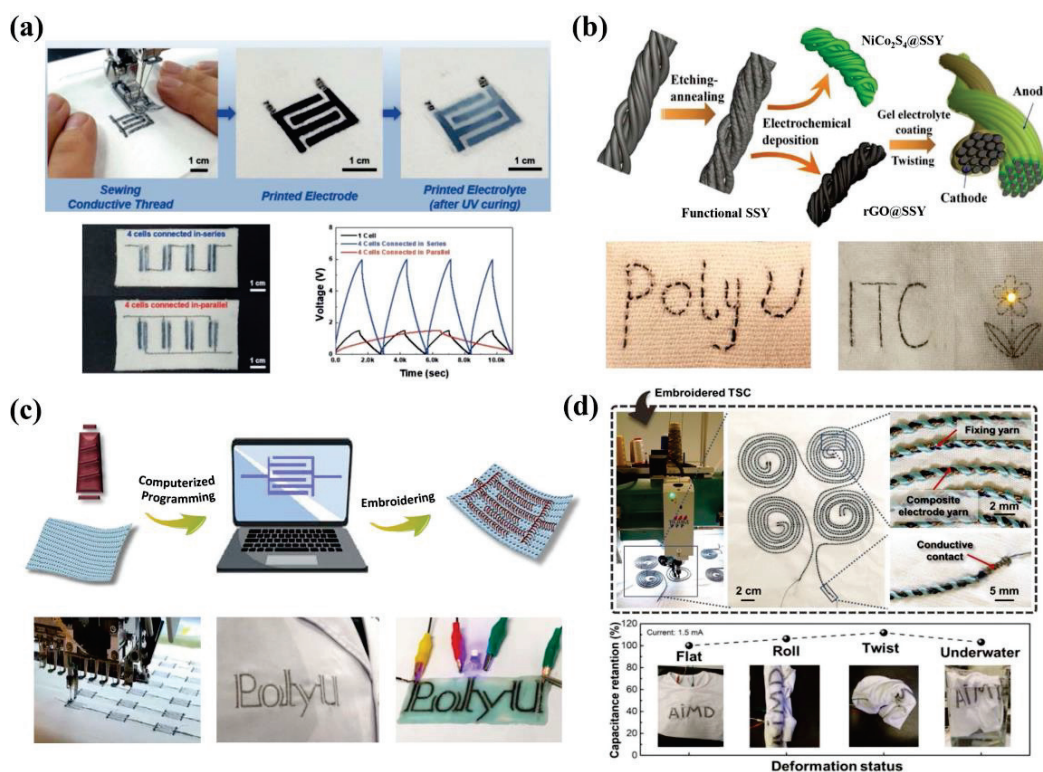 (a)
1 cm
1 cm
1 cm
Sewing
Conductive Thread
Printed Electrode
Printed Electrolyte
(after UV curing)
4 cells connected in-series
1 cm
4 cells connected in-parallel
1 cm
1 Cell
4 Cells Connected in Series
4 Cells Connected in Parallel
Voltage (V)
8
6
4
2
0
0.0
2.0k
4.0k
6.0k
8.0k
10.0k
Time (sec)
(b)
Etching-
annealing
Functional SSY
Electrochemical
deposition
NiCo₂S₄@SSY
rGO@SSY
Gel electrolyte
coating
Twisting
Anod
Cathode
PolyU
ITC
(c)
Computerized
Programming
Embroidering
PolyU
PolyU
(d)
Embroidered TSC
2 cm
Fixing yarn
Composite
electrode yarn
2 mm
Conductive
contact
5 mm
Capacitance retention (%)
120
100
80
60
40
20
0
Current: 1.5 mA
Flat
Roll
Twist
Underwater
AiMD
AiMD
AiMD
Deformation status